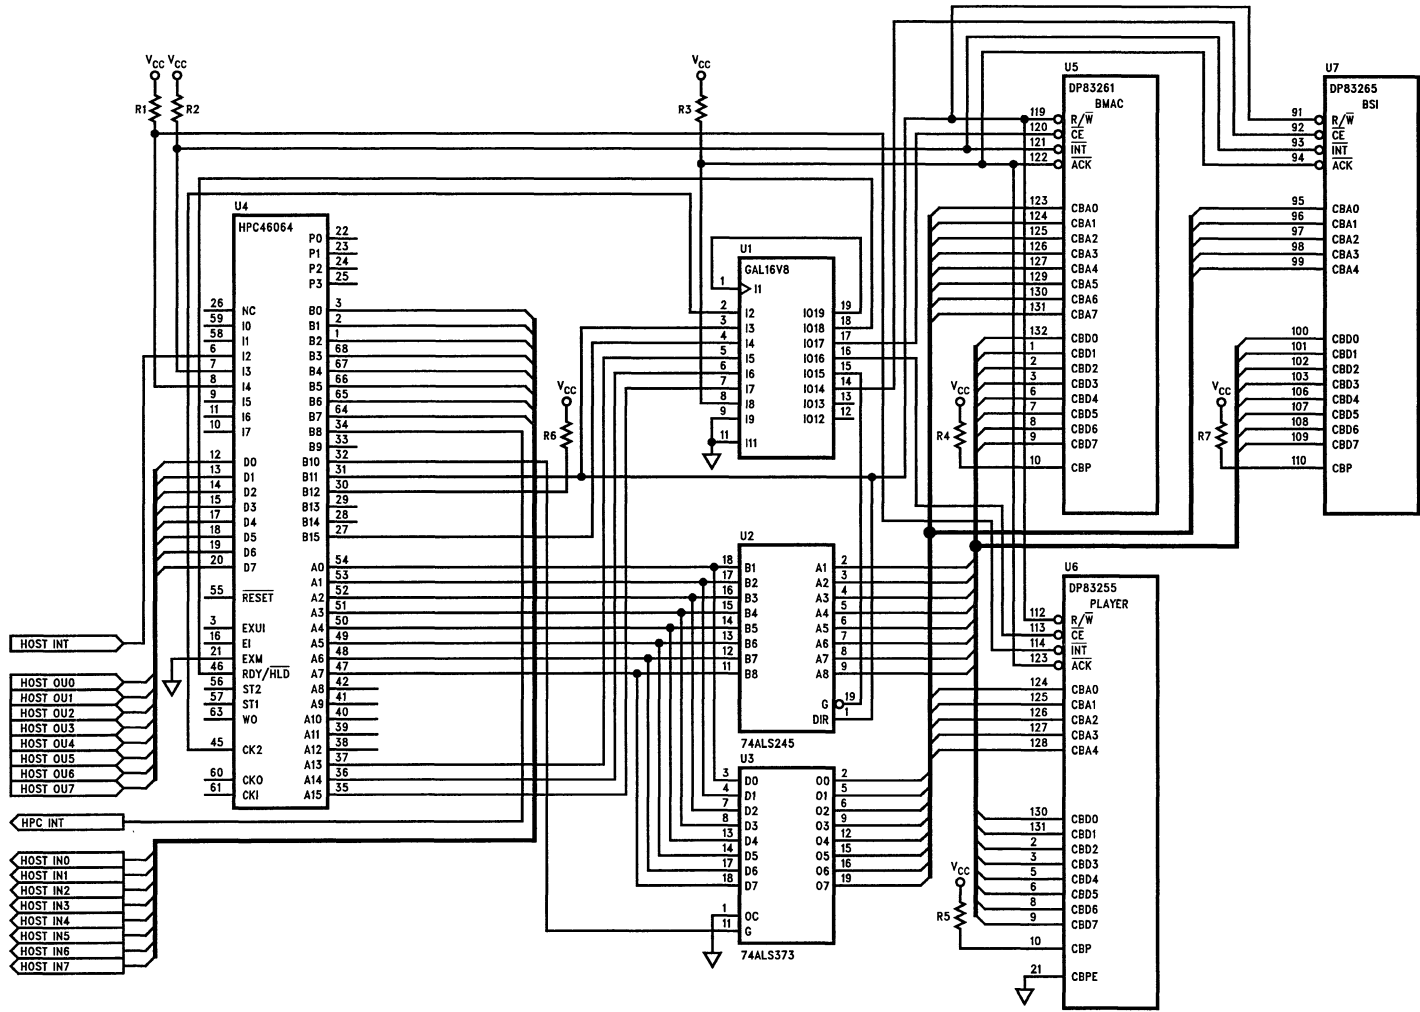 V_CC V_CC
R1 R2
V_CC
R3
U4
HPC46064
26 NC
59 I0
58 I1
6 I2
7 I3
8 I4
9 I5
11 I6
10 I7
12 D0
13 D1
14 D2
15 D3
17 D4
18 D5
19 D6
20 D7
55 RESET
3 EXUI
16 EI
21 EXM
46 RDY/HLD
56 ST2
57 ST1
63 WO
45 CK2
60 CKO
61 CKI
P0 22
P1 23
P2 24
P3 25
B0 3
B1 2
B2 1
B3 68
B4 67
B5 66
B6 65
B7 64
B8 34
B9 33
B10 32
B11 31
B12 30
B13 29
B14 28
B15 27
A0 54
A1 53
A2 52
A3 51
A4 50
A5 49
A6 48
A7 47
A8 42
A9 41
A10 40
A11 39
A12 38
A13 37
A14 36
A15 35
HOST INT
HOST OU0
HOST OU1
HOST OU2
HOST OU3
HOST OU4
HOST OU5
HOST OU6
HOST OU7
HPC INT
HOST IN0
HOST IN1
HOST IN2
HOST IN3
HOST IN4
HOST IN5
HOST IN6
HOST IN7
V_CC
R6
U1
GAL16V8
1 I1
2 I2
3 I3
4 I4
5 I5
6 I6
7 I7
8 I8
9 I9
11 I11
IO19 19
IO18 18
IO17 17
IO16 16
IO15 15
IO14 14
IO13 13
IO12 12
U2
18 B1 A1 2
17 B2 A2 3
16 B3 A3 4
15 B4 A4 5
14 B5 A5 6
13 B6 A6 7
12 B7 A7 8
11 B8 A8 9
G 19
DIR 1
74ALS245
U3
3 D0 O0 2
4 D1 O1 5
7 D2 O2 6
8 D3 O3 9
13 D4 O4 12
14 D5 O5 15
17 D6 O6 16
18 D7 O7 19
1 OC
11 G
74ALS373
U5
DP83261
BMAC
119 R/W
120 CE
121 INT
122 ACK
123 CBA0
124 CBA1
125 CBA2
126 CBA3
127 CBA4
129 CBA5
130 CBA6
131 CBA7
132 CBD0
1 CBD1
2 CBD2
3 CBD3
6 CBD4
7 CBD5
8 CBD6
9 CBD7
10 CBP
V_CC
R4
U7
DP83265
BSI
91 R/W
92 CE
93 INT
94 ACK
95 CBA0
96 CBA1
97 CBA2
98 CBA3
99 CBA4
100 CBD0
101 CBD1
102 CBD2
103 CBD3
106 CBD4
107 CBD5
108 CBD6
109 CBD7
110 CBP
V_CC
R7
U6
DP83255
PLAYER
112 R/W
113 CE
114 INT
123 ACK
124 CBA0
125 CBA1
126 CBA2
127 CBA3
128 CBA4
130 CBD0
131 CBD1
2 CBD2
3 CBD3
5 CBD4
6 CBD5
8 CBD6
9 CBD7
10 CBP
21 CBPE
V_CC
R5